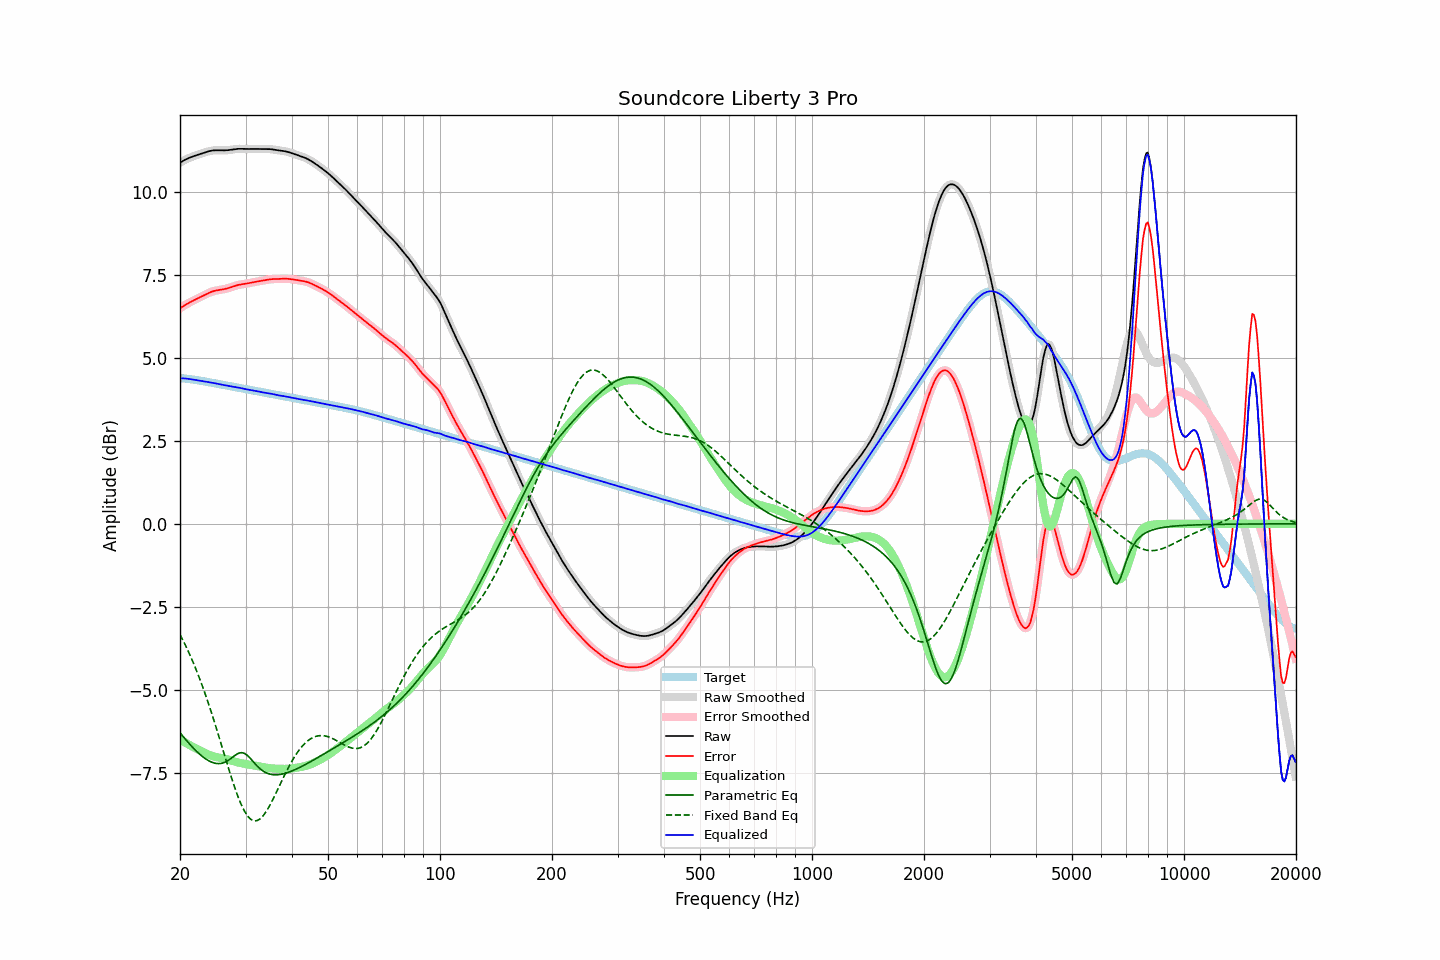 Soundcore Liberty 3 Pro
Amplitude (dBr)
10.0
7.5
5.0
2.5
0.0
−2.5
−5.0
−7.5
Target
Raw Smoothed
Error Smoothed
Raw
Error
Equalization
Parametric Eq
Fixed Band Eq
Equalized
20
50
100
200
500
1000
2000
5000
10000
20000
Frequency (Hz)